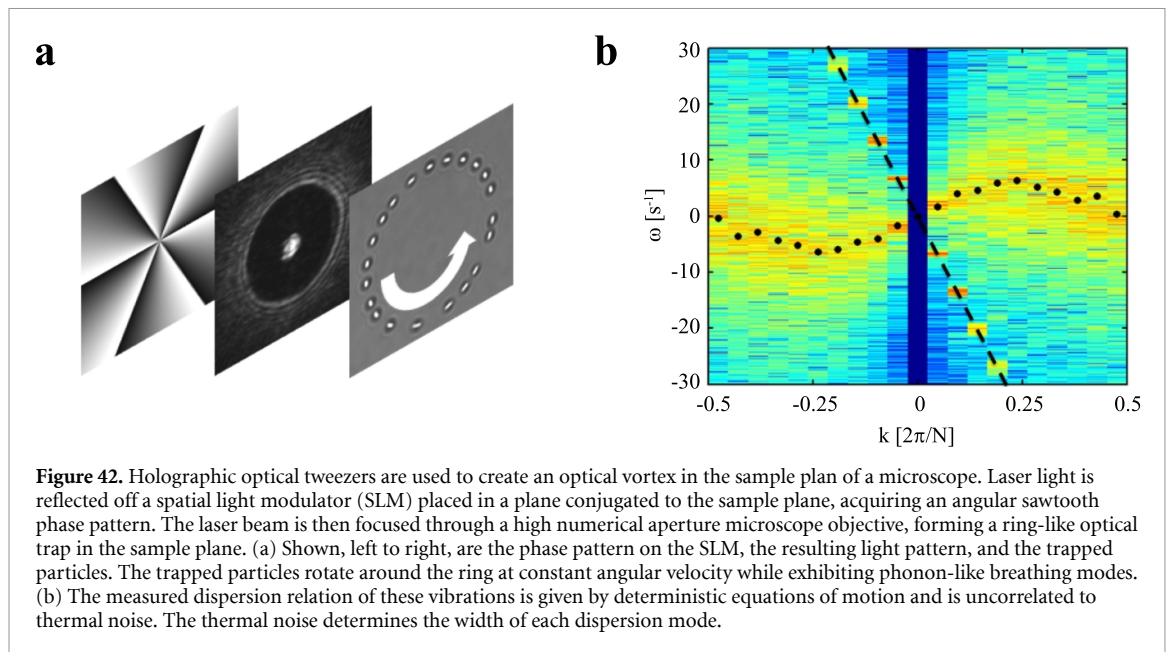 a
b
30
20
10
0
-10
-20
-30
ω [s⁻¹]
-0.5
-0.25
0
0.25
0.5
k [2π/N]
Figure 42. Holographic optical tweezers are used to create an optical vortex in the sample plan of a microscope. Laser light is
reflected off a spatial light modulator (SLM) placed in a plane conjugated to the sample plane, acquiring an angular sawtooth
phase pattern. The laser beam is then focused through a high numerical aperture microscope objective, forming a ring-like optical
trap in the sample plane. (a) Shown, left to right, are the phase pattern on the SLM, the resulting light pattern, and the trapped
particles. The trapped particles rotate around the ring at constant angular velocity while exhibiting phonon-like breathing modes.
(b) The measured dispersion relation of these vibrations is given by deterministic equations of motion and is uncorrelated to
thermal noise. The thermal noise determines the width of each dispersion mode.